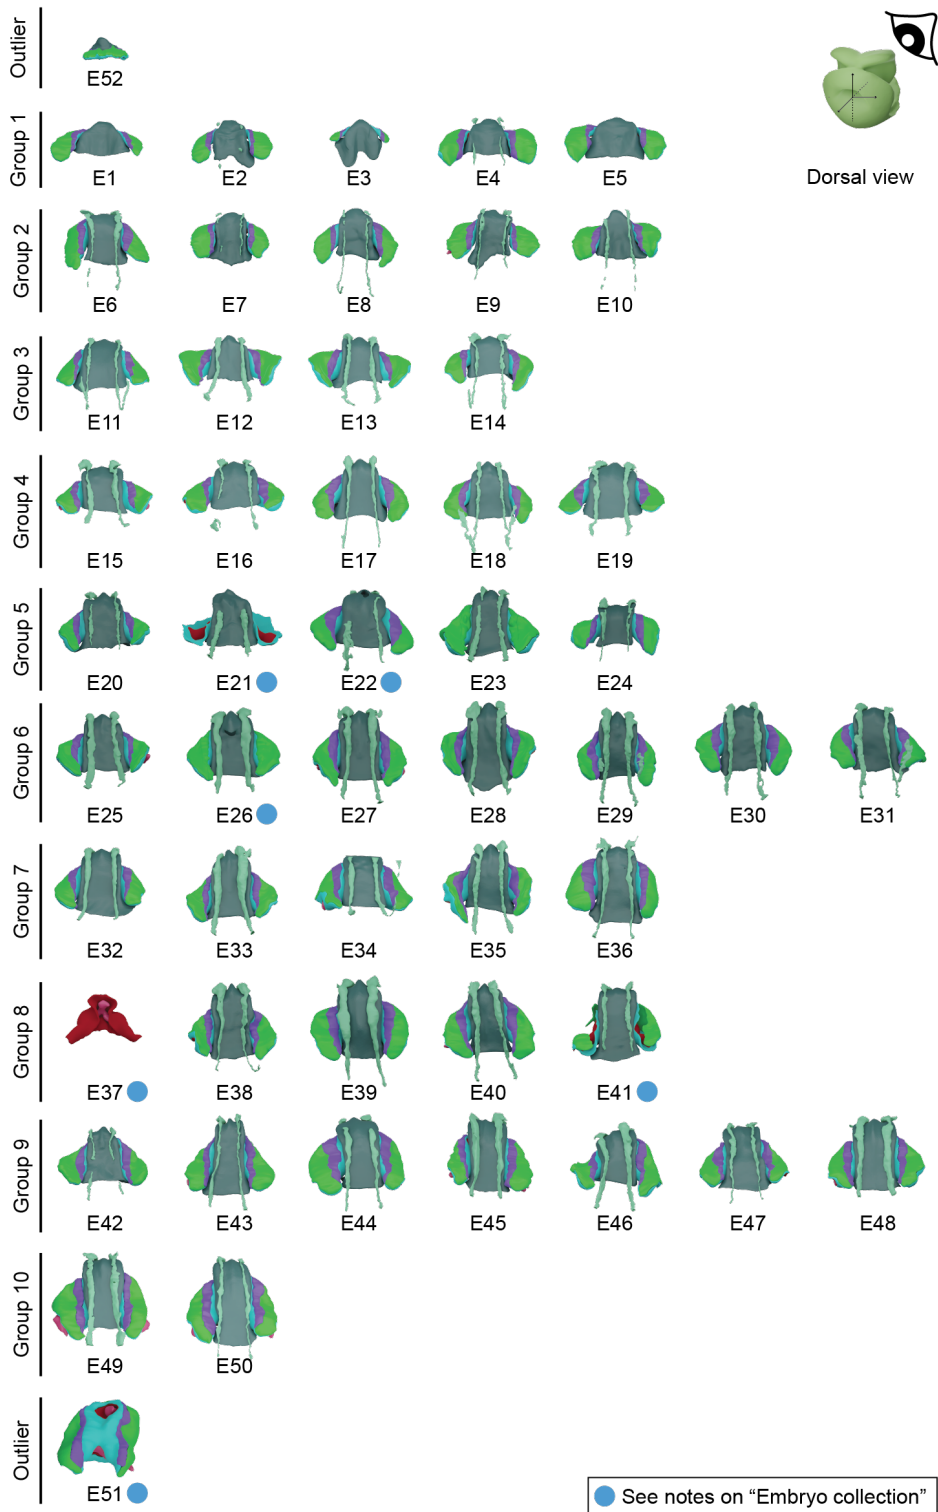 Outlier
E52
Dorsal view
Group 1
E1 E2 E3 E4 E5
Group 2
E6 E7 E8 E9 E10
Group 3
E11 E12 E13 E14
Group 4
E15 E16 E17 E18 E19
Group 5
E20 E21 E22 E23 E24
Group 6
E25 E26 E27 E28 E29 E30 E31
Group 7
E32 E33 E34 E35 E36
Group 8
E37 E38 E39 E40 E41
Group 9
E42 E43 E44 E45 E46 E47 E48
Group 10
E49 E50
Outlier
E51
See notes on “Embryo collection”